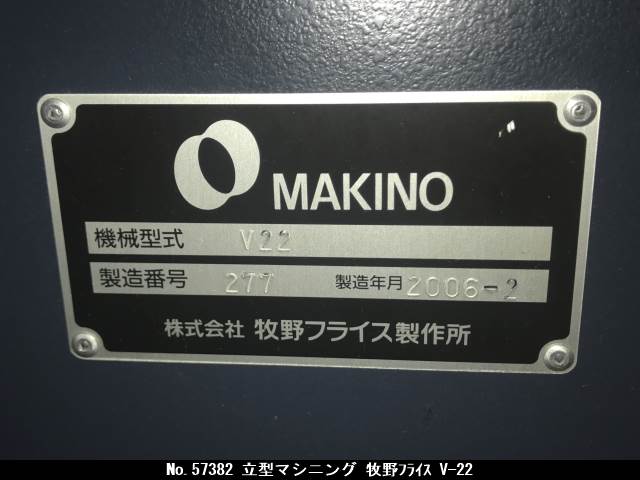 MAKINO
機械型式 V22
製造番号 277 製造年月 2006-2
株式会社 牧野フライス製作所
No.57382 立型マシニング 牧野ﾌﾗｲｽ V-22